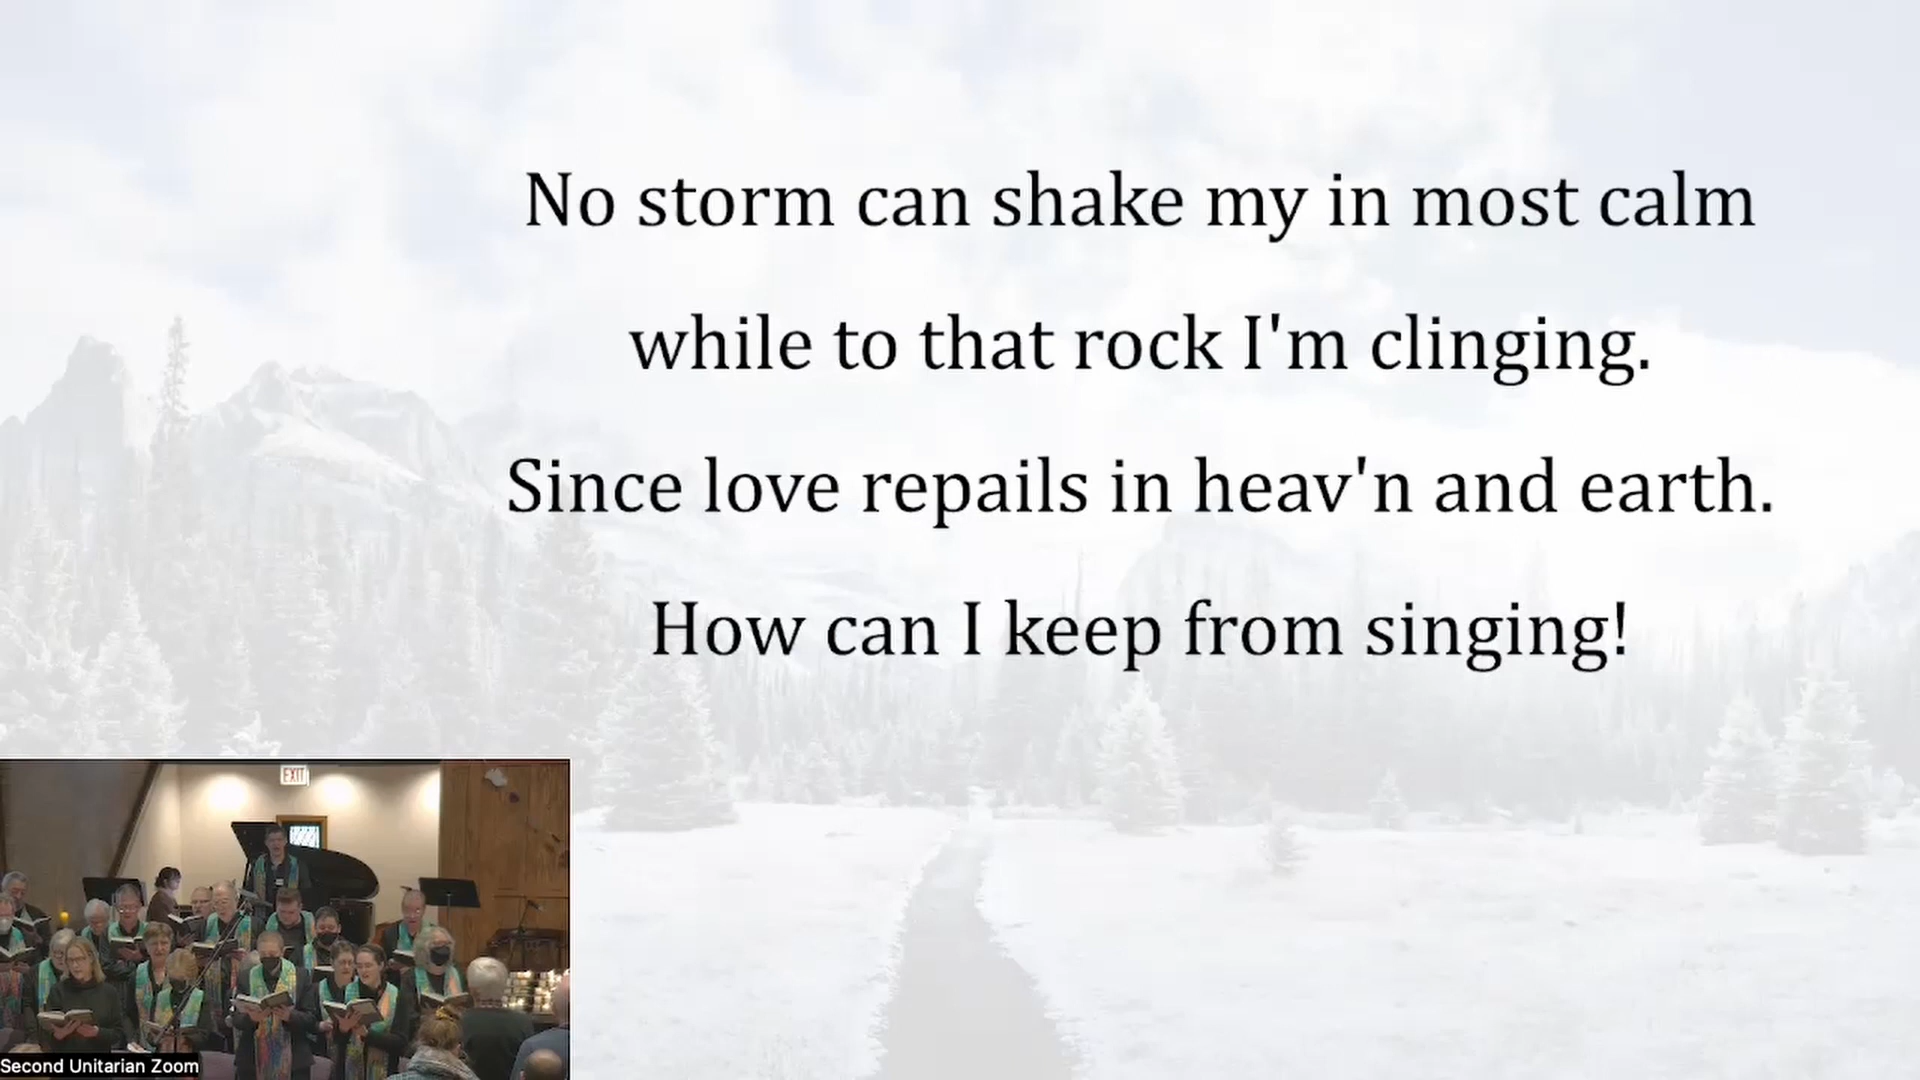 No storm can shake my in most calm
while to that rock I'm clinging.
Since love repails in heav'n and earth.
How can I keep from singing!
EXIT
Second Unitarian Zoom